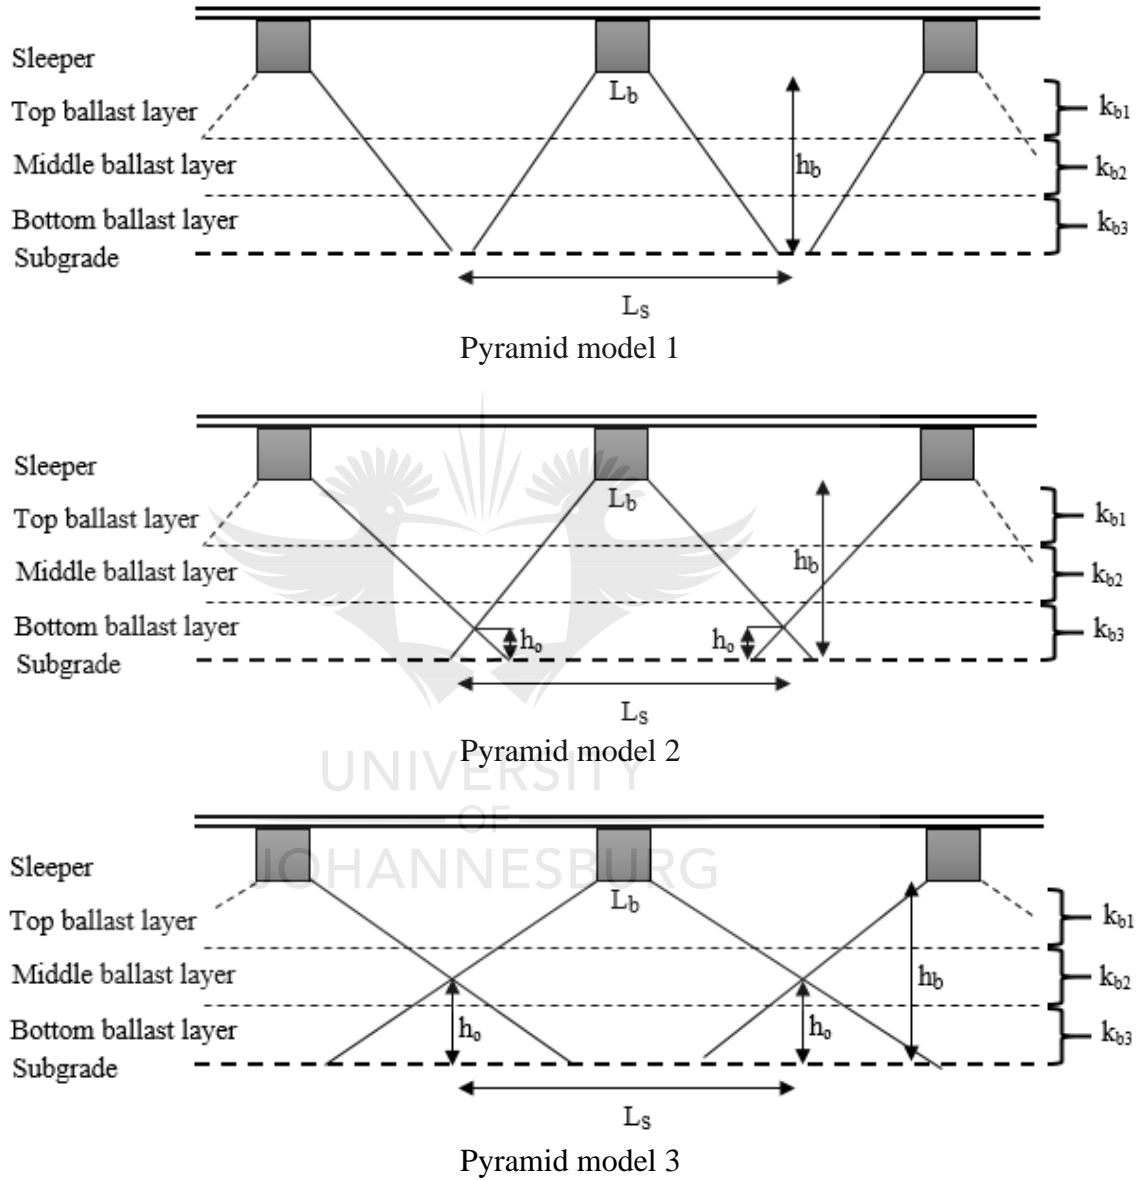 Sleeper
Top ballast layer
Middle ballast layer
Bottom ballast layer
Subgrade
L_b
h_b
k_b1
k_b2
k_b3
L_s
Pyramid model 1
Sleeper
Top ballast layer
Middle ballast layer
Bottom ballast layer
Subgrade
L_b
h_b
h_o
h_o
k_b1
k_b2
k_b3
L_s
Pyramid model 2
UNIVERSITY
OF
JOHANNESBURG
Sleeper
Top ballast layer
Middle ballast layer
Bottom ballast layer
Subgrade
L_b
h_b
h_o
h_o
k_b1
k_b2
k_b3
L_s
Pyramid model 3